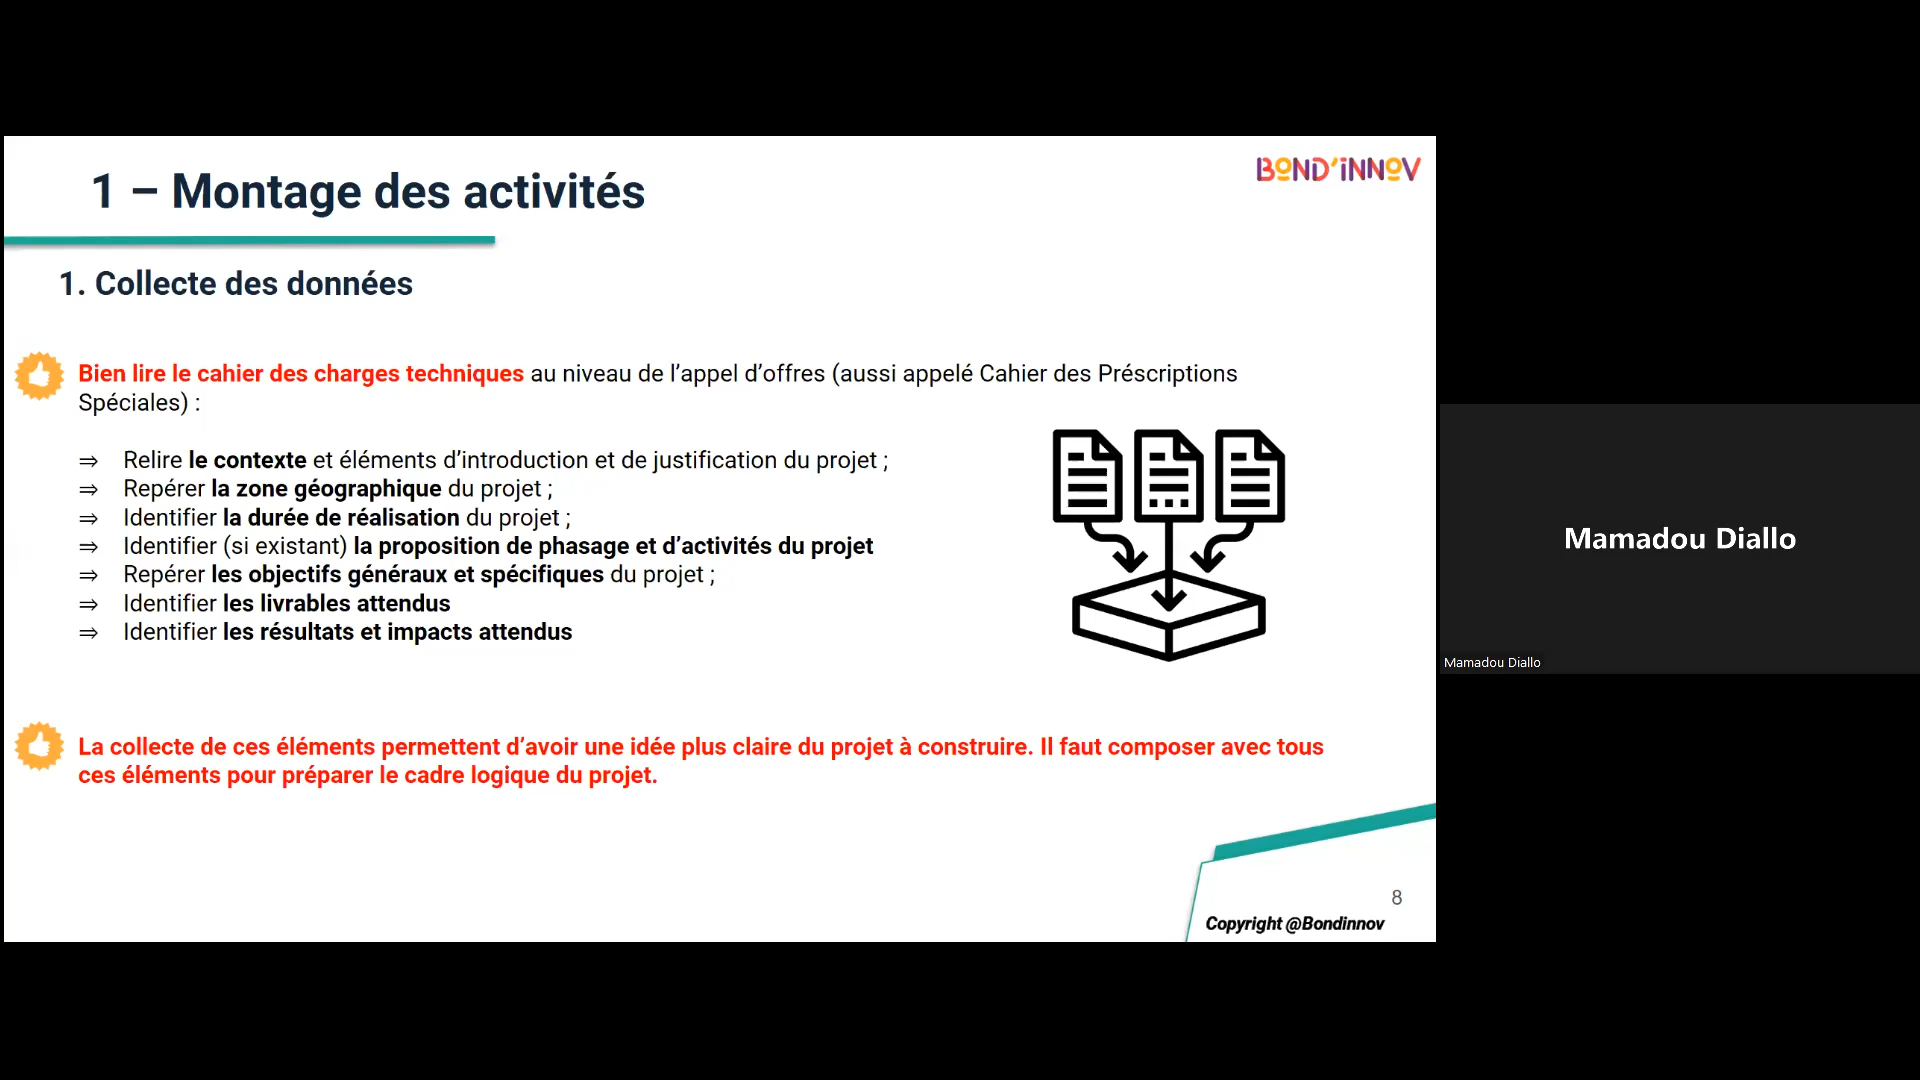 1 – Montage des activités
BOND'INNOV
1. Collecte des données
Bien lire le cahier des charges techniques au niveau de l’appel d’offres (aussi appelé Cahier des Préscriptions
Spéciales) :
⇒ Relire le contexte et éléments d’introduction et de justification du projet ;
⇒ Repérer la zone géographique du projet ;
⇒ Identifier la durée de réalisation du projet ;
⇒ Identifier (si existant) la proposition de phasage et d’activités du projet
⇒ Repérer les objectifs généraux et spécifiques du projet ;
⇒ Identifier les livrables attendus
⇒ Identifier les résultats et impacts attendus
La collecte de ces éléments permettent d’avoir une idée plus claire du projet à construire. Il faut composer avec tous
ces éléments pour préparer le cadre logique du projet.
8
Copyright @Bondinnov
Mamadou Diallo
Mamadou Diallo